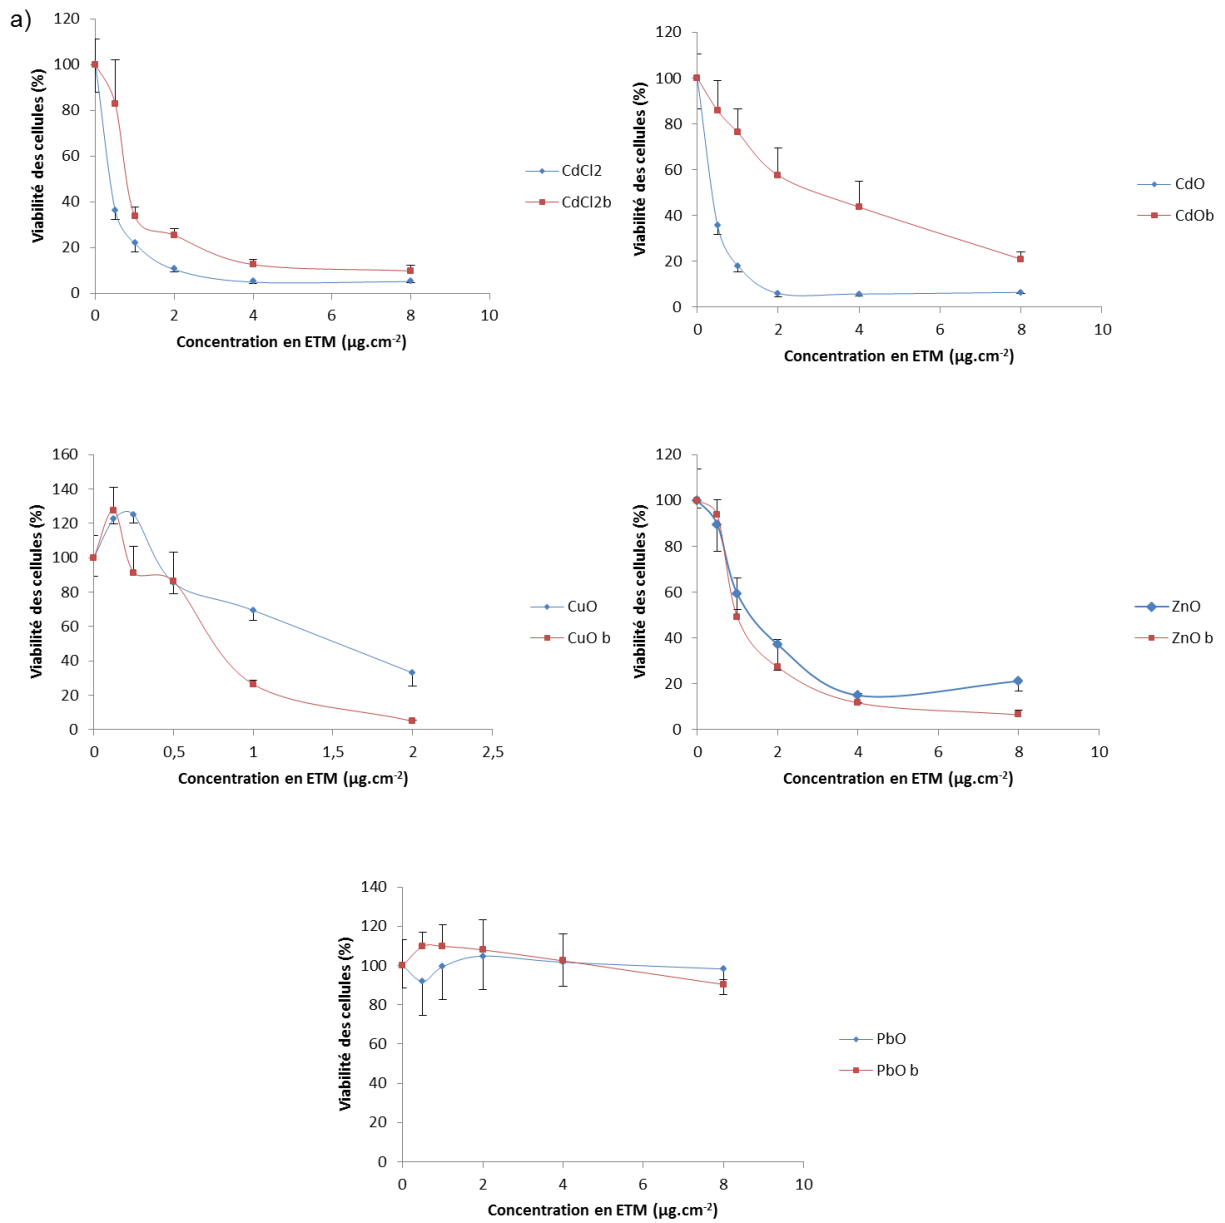 a)
120
100
80
60
40
20
0
Viabilité des cellules (%)
0 2 4 6 8 10
Concentration en ETM (µg.cm-2)
CdCl2
CdCl2b
120
100
80
60
40
20
0
Viabilité des cellules (%)
0 2 4 6 8 10
Concentration en ETM (µg.cm-2)
CdO
CdOb
160
140
120
100
80
60
40
20
0
Viabilité des cellules (%)
0 0,5 1 1,5 2 2,5
Concentration en ETM (µg.cm-2)
CuO
CuO b
120
100
80
60
40
20
0
Viabilité des cellules (%)
0 2 4 6 8 10
Concentration en ETM (µg.cm-2)
ZnO
ZnO b
140
120
100
80
60
40
20
0
Viabilité des cellules (%)
0 2 4 6 8 10
Concentration en ETM (µg.cm-2)
PbO
PbO b